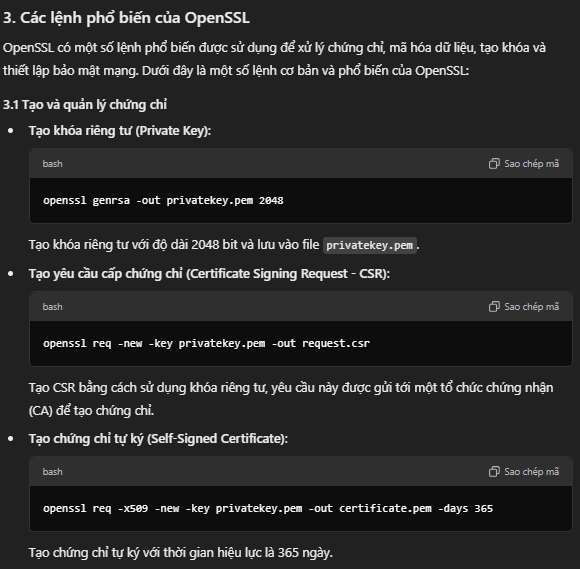 3. Các lệnh phổ biến của OpenSSL
OpenSSL có một số lệnh phổ biến được sử dụng để xử lý chứng chỉ, mã hóa dữ liệu, tạo khóa và
thiết lập bảo mật mạng. Dưới đây là một số lệnh cơ bản và phổ biến của OpenSSL:
3.1 Tạo và quản lý chứng chỉ
• Tạo khóa riêng tư (Private Key):
bash Sao chép mã
openssl genrsa -out privatekey.pem 2048
Tạo khóa riêng tư với độ dài 2048 bit và lưu vào file privatekey.pem.
• Tạo yêu cầu cấp chứng chỉ (Certificate Signing Request - CSR):
bash Sao chép mã
openssl req -new -key privatekey.pem -out request.csr
Tạo CSR bằng cách sử dụng khóa riêng tư, yêu cầu này được gửi tới một tổ chức chứng nhận
(CA) để tạo chứng chỉ.
• Tạo chứng chỉ tự ký (Self-Signed Certificate):
bash Sao chép mã
openssl req -x509 -new -key privatekey.pem -out certificate.pem -days 365
Tạo chứng chỉ tự ký với thời gian hiệu lực là 365 ngày.